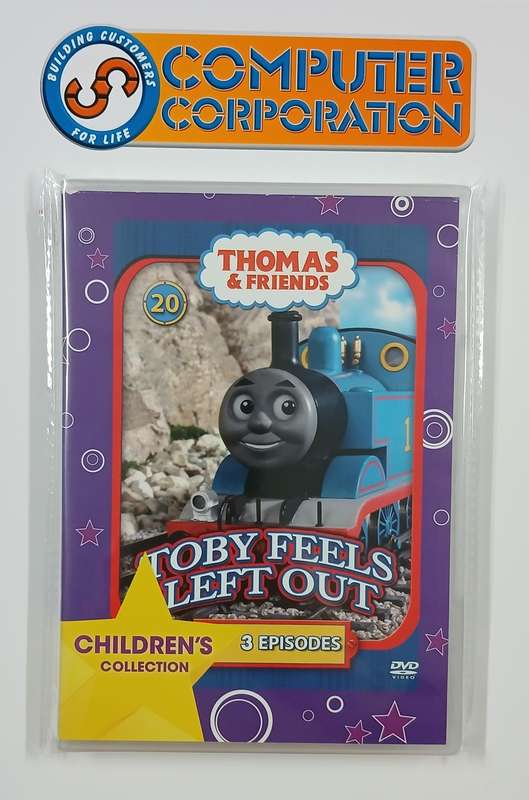 BUILDING CUSTOMERS
FOR LIFE
COMPUTER
CORPORATION
THOMAS
& FRIENDS
20
1
TOBY FEELS
LEFT OUT
3 EPISODES
CHILDREN'S
COLLECTION
DVD
VIDEO